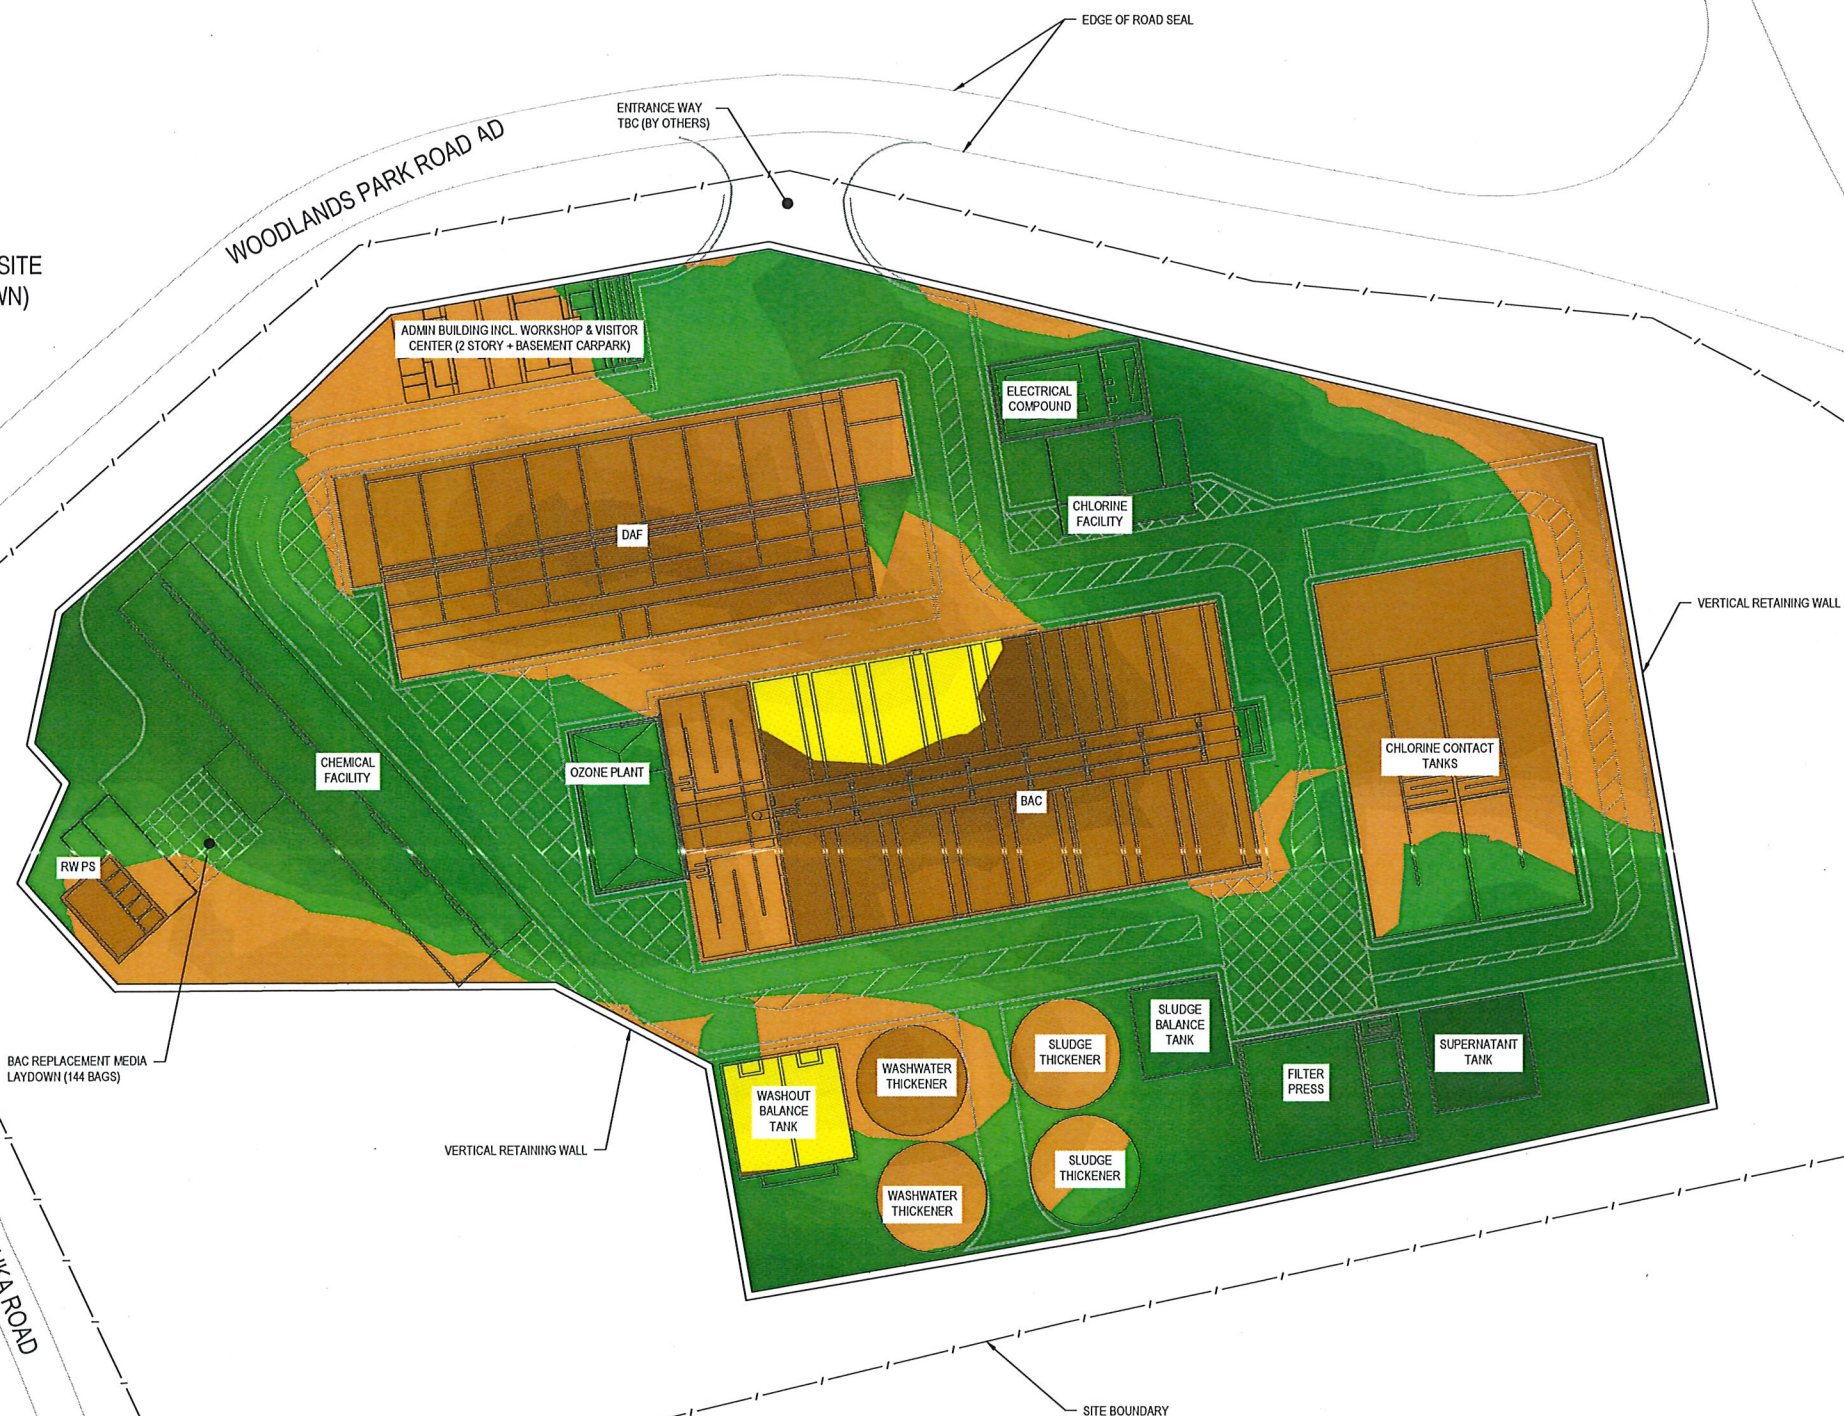 EDGE OF ROAD SEAL
ENTRANCE WAY
TBC (BY OTHERS)
WOODLANDS PARK ROAD AD
SITE
ADMIN BUILDING INCL. WORKSHOP & VISITOR
CENTER (2 STORY + BASEMENT CARPARK)
ELECTRICAL
COMPOUND
CHLORINE
FACILITY
DAF
VERTICAL RETAINING WALL
CHEMICAL
FACILITY
OZONE PLANT
CHLORINE CONTACT
TANKS
BAC
RW PS
BAC REPLACEMENT MEDIA
LAYDOWN (144 BAGS)
WASHOUT
BALANCE
TANK
WASHWATER
THICKENER
SLUDGE
THICKENER
SLUDGE
BALANCE
TANK
FILTER
PRESS
SUPERNATANT
TANK
VERTICAL RETAINING WALL
WASHWATER
THICKENER
SLUDGE
THICKENER
ROAD
SITE BOUNDARY